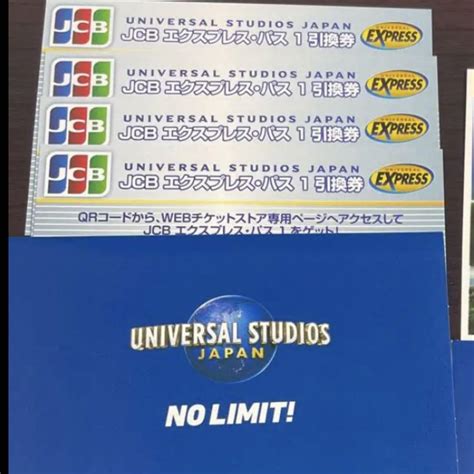 JCB
UNIVERSAL STUDIOS JAPAN
JCB エクスプレス・パス 1 引換券
UNIVERSAL
EXPRESS
JCB
UNIVERSAL STUDIOS JAPAN
JCB エクスプレス・パス 1 引換券
UNIVERSAL
EXPRESS
JCB
UNIVERSAL STUDIOS JAPAN
JCB エクスプレス・パス 1 引換券
UNIVERSAL
EXPRESS
JCB
UNIVERSAL STUDIOS JAPAN
JCB エクスプレス・パス 1 引換券
UNIVERSAL
EXPRESS
QRコードから、WEBチケットストア専用ページへアクセスして
JCB エクスプレス・パス 1 をゲット!
UNIVERSAL STUDIOS
JAPAN
NO LIMIT!